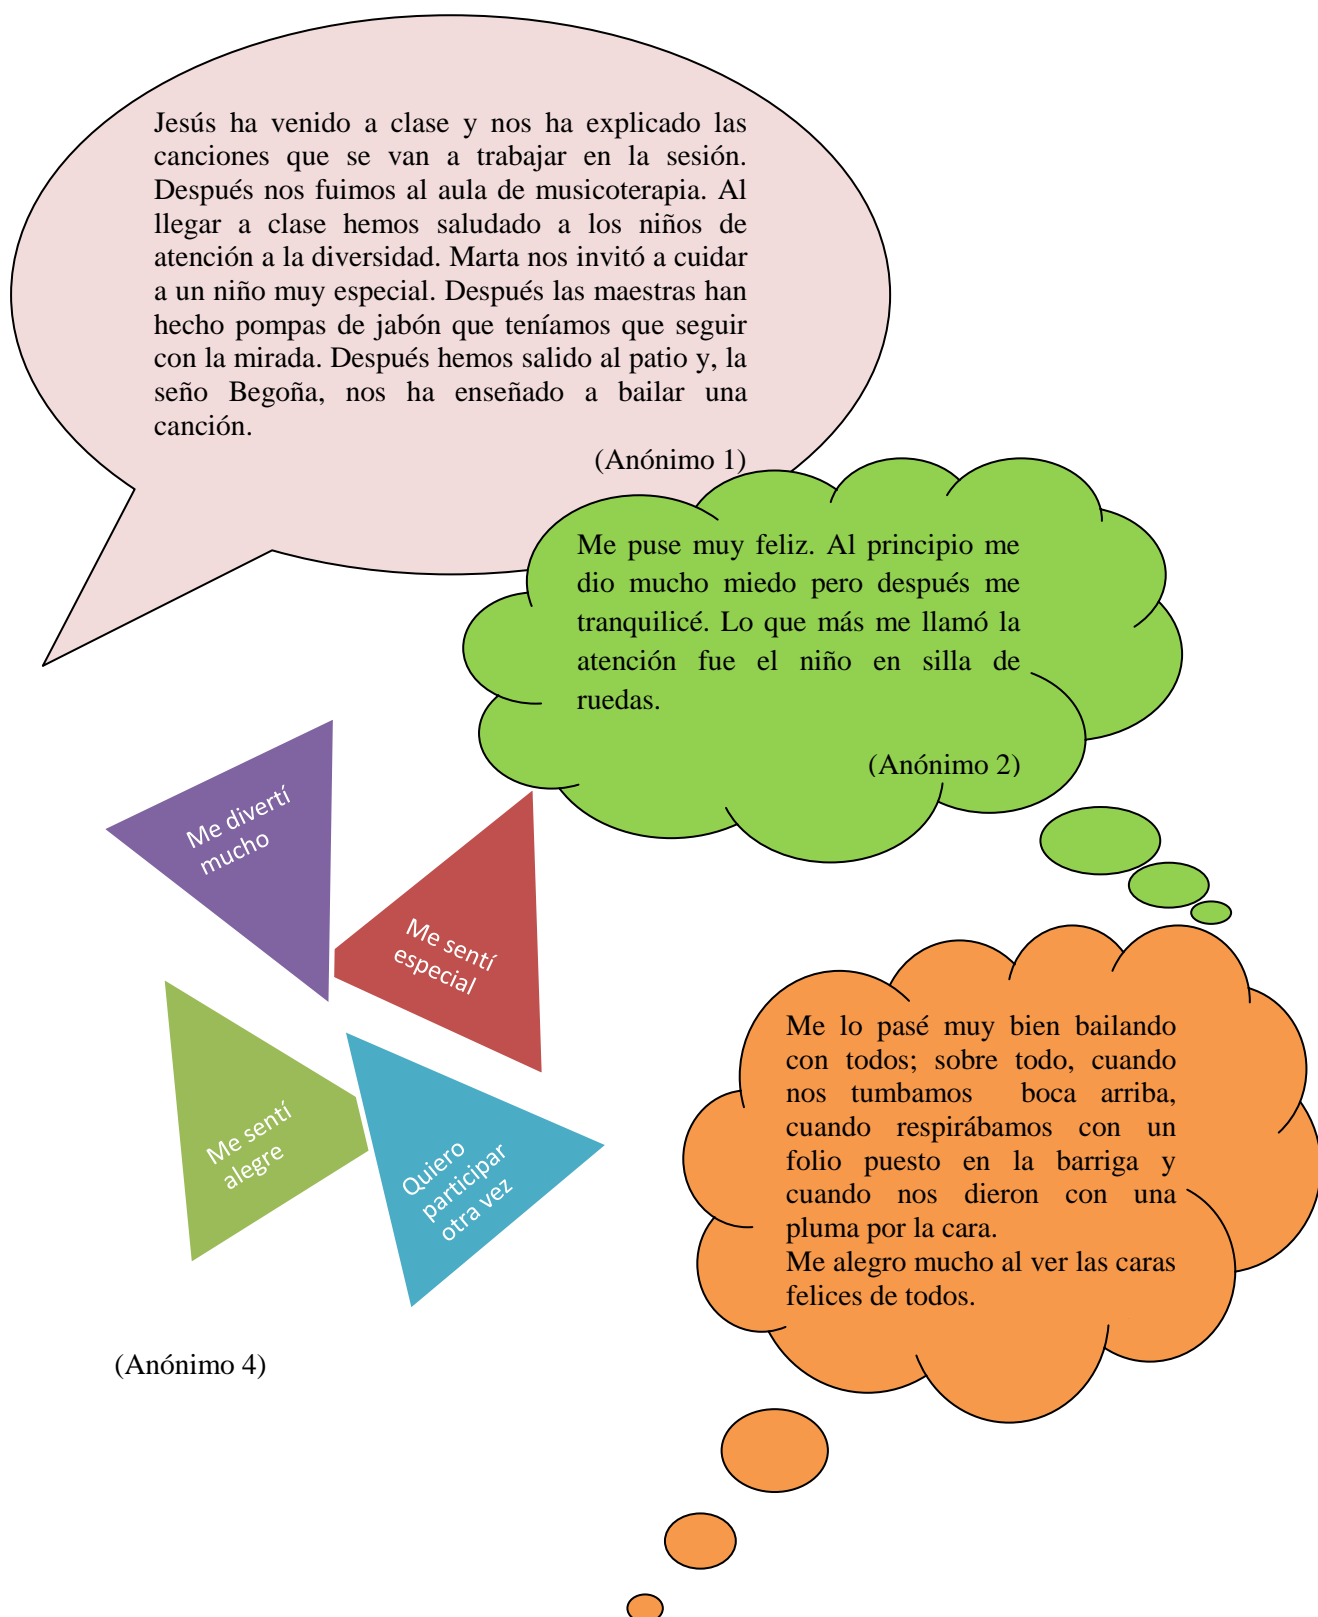 Jesús ha venido a clase y nos ha explicado las
canciones que se van a trabajar en la sesión.
Después nos fuimos al aula de musicoterapia. Al
llegar a clase hemos saludado a los niños de
atención a la diversidad. Marta nos invitó a cuidar
a un niño muy especial. Después las maestras han
hecho pompas de jabón que teníamos que seguir
con la mirada. Después hemos salido al patio y, la
seño Begoña, nos ha enseñado a bailar una
canción.
(Anónimo 1)
Me puse muy feliz. Al principio me
dio mucho miedo pero después me
tranquilicé. Lo que más me llamó la
atención fue el niño en silla de
ruedas.
(Anónimo 2)
Me divertí
mucho
Me sentí
especial
Me sentí
alegre
Quiero
participar
otra vez
(Anónimo 4)
Me lo pasé muy bien bailando
con todos; sobre todo, cuando
nos tumbamos boca arriba,
cuando respirábamos con un
folio puesto en la barriga y
cuando nos dieron con una
pluma por la cara.
Me alegro mucho al ver las caras
felices de todos.